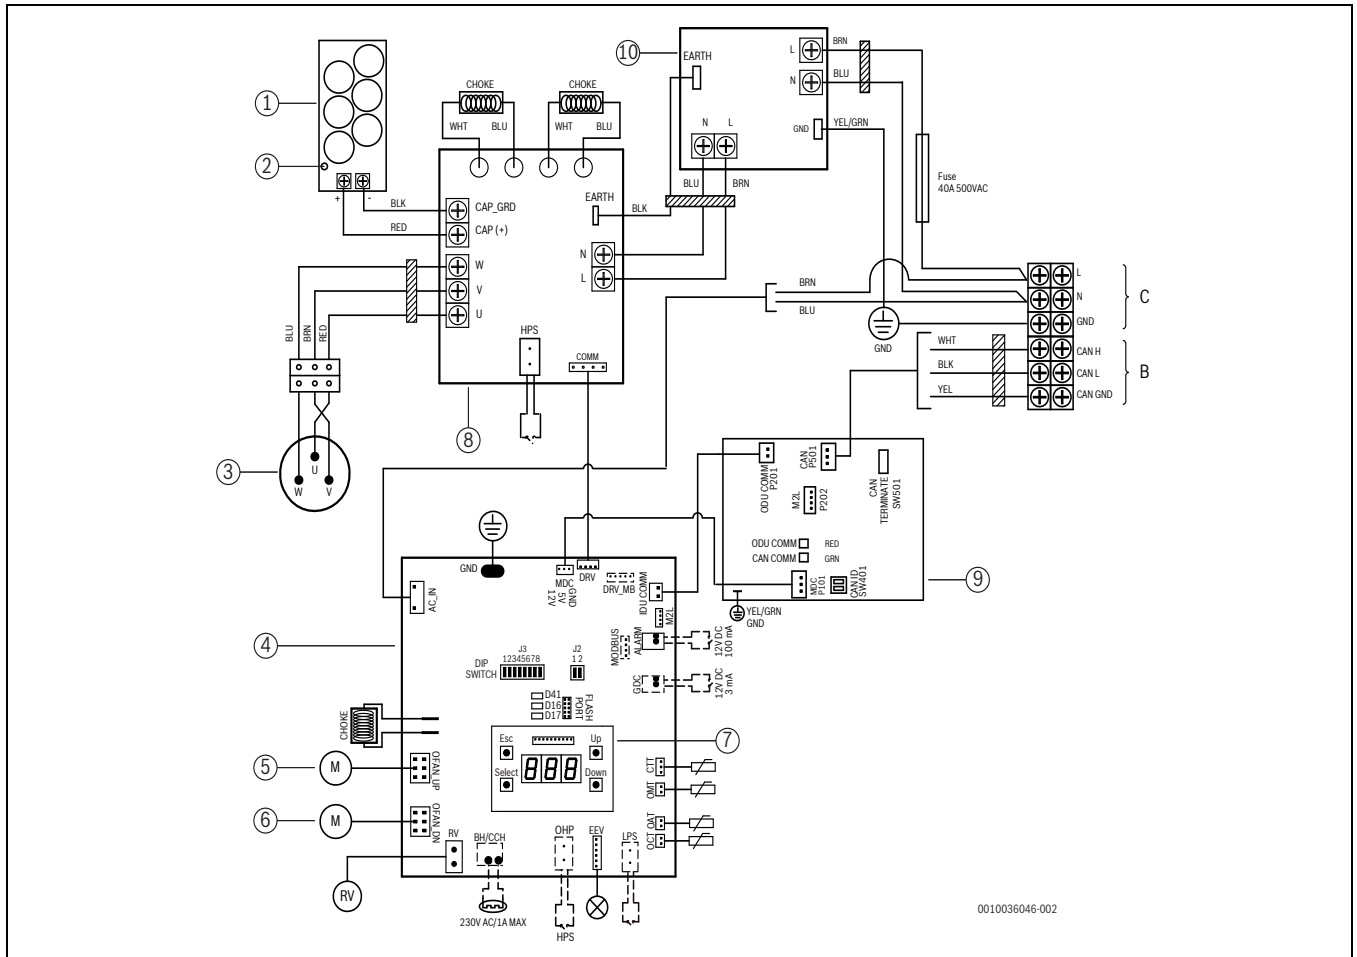 1
2
+ -
BLK
RED
CHOKE
WHT BLU
CHOKE
WHT BLU
10
EARTH
L
N
GND
BRN
BLU
YEL/GRN
N L
BLU BRN
Fuse
40A 500VAC
CAP_GRD
CAP (+)
W
V
U
EARTH
BLK
N
L
HPS
COMM
8
BLU
BRN
RED
3
U
W V
BRN
BLU
GND
L
N
GND
C
WHT
BLK
YEL
CAN H
CAN L
CAN GND
B
ODU COMM
P201
CAN
P501
M2L
P202
CAN
TERMINATE
SW501
ODU COMM RED
CAN COMM GRN
MDC
P101
CAN ID
SW401
9
YEL/GRN
GND
GND
AC_IN
MDC
12V
5V
GND
DRV
DRV_MB
IDU COMM
M2L
MODBUS
ALARM
12V DC
100 mA
GDC
12V DC
3 mA
4
DIP
SWITCH
J3
12345678
J2
1 2
D41
D16
D17
FLASH
PORT
CHOKE
Esc Up
888
Select Down
7
5
M
OFAN UP
6
M
OFAN DN
CTT
OMT
OAT
OCT
RV
RV
BH/CCH
230V AC/1A MAX
OHP
HPS
EEV
LPS
0010036046-002